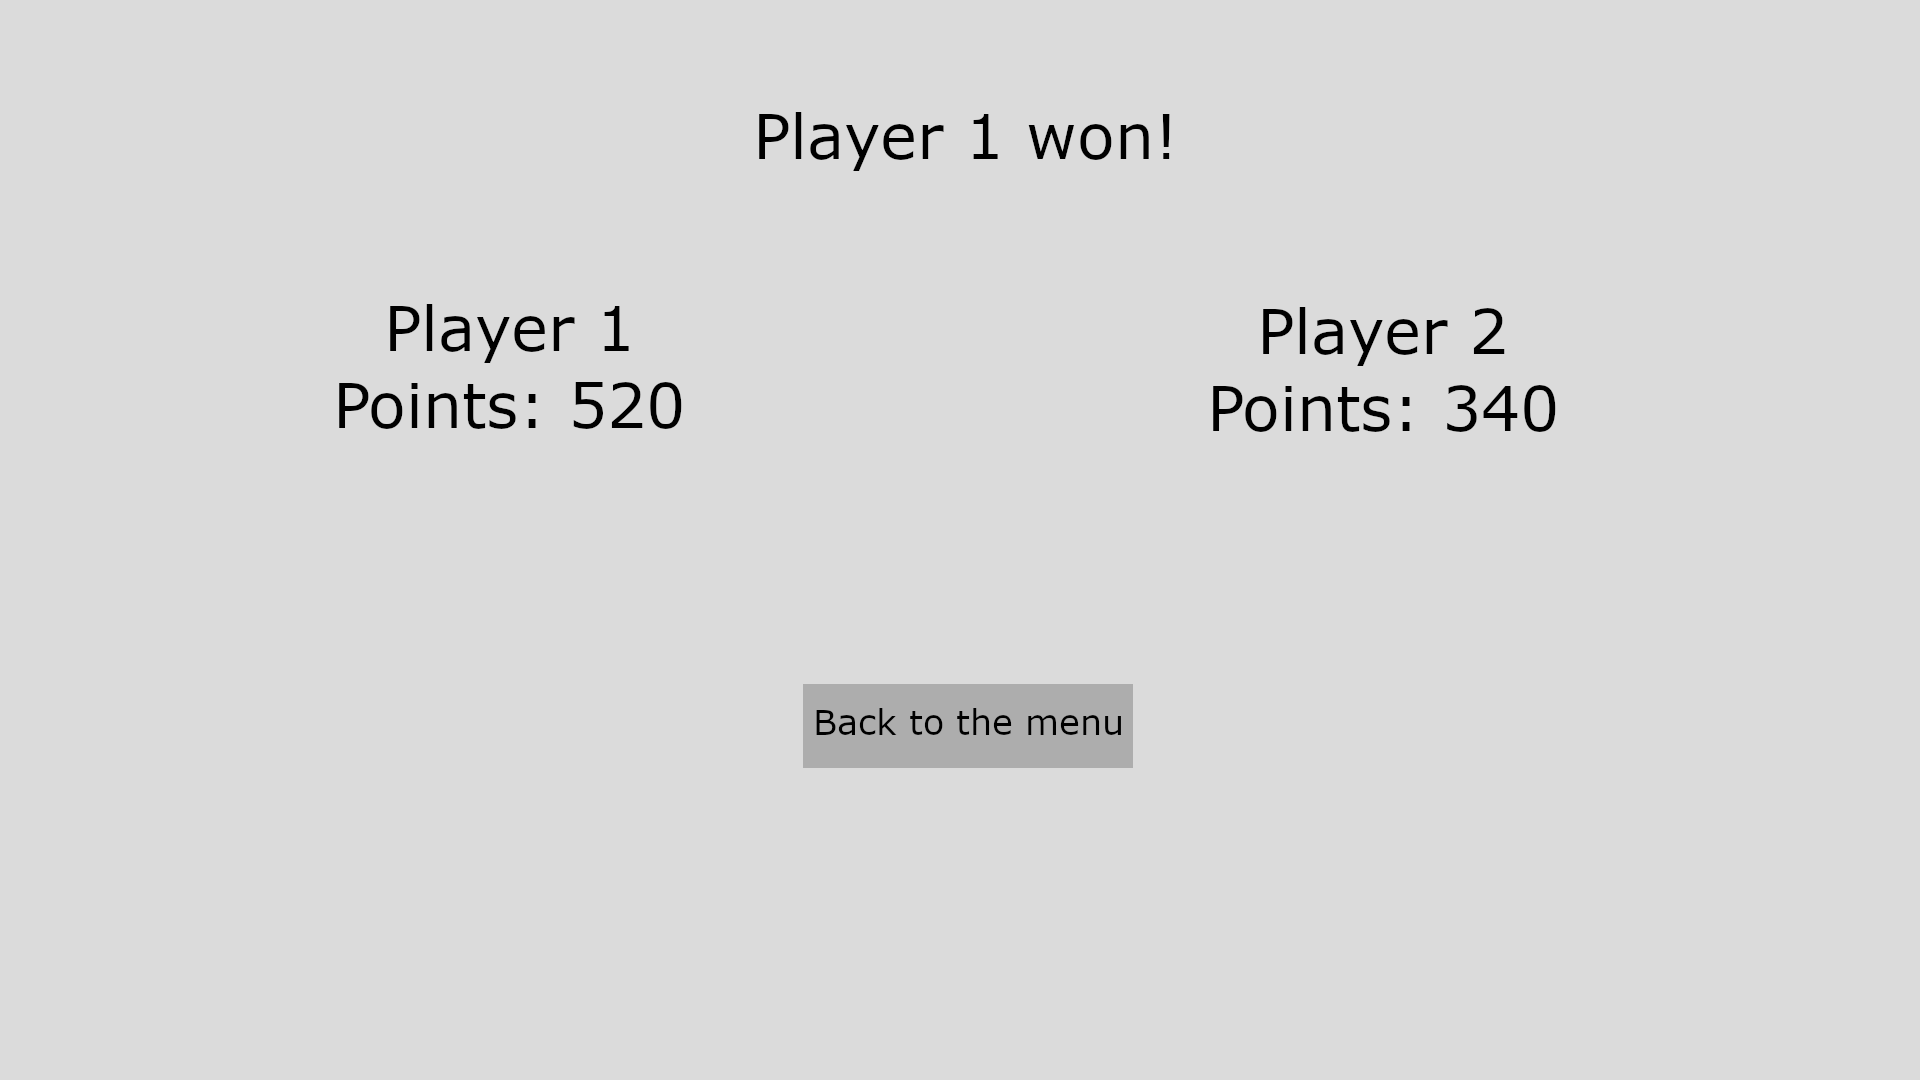 Player 1 won!
Player 1
Points: 520
Player 2
Points: 340
Back to the menu